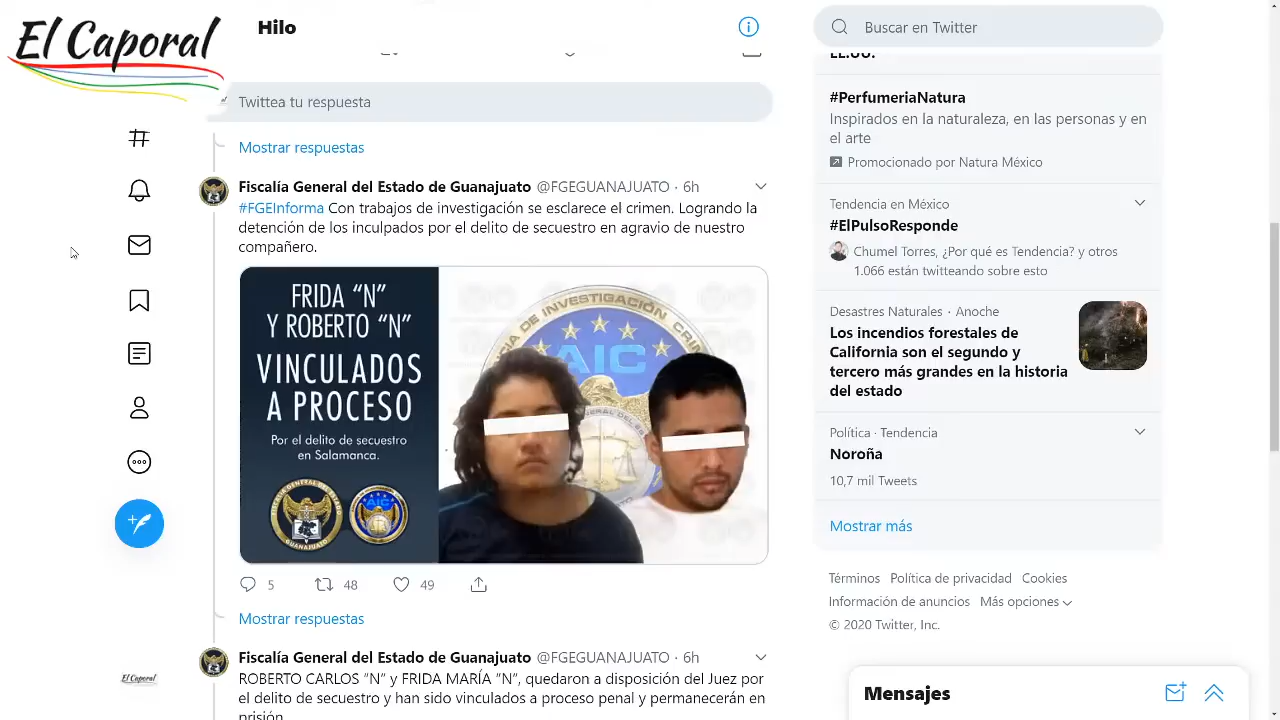 El Caporal
Hilo
Twittea tu respuesta
Mostrar respuestas
Fiscalía General del Estado de Guanajuato @FGEGUANAJUATO · 6h
#FGEInforma Con trabajos de investigación se esclarece el crimen. Logrando la
detención de los inculpados por el delito de secuestro en agravio de nuestro
compañero.
FRIDA “N”
Y ROBERTO “N”
VINCULADOS
A PROCESO
Por el delito de secuestro
en Salamanca.
AIC
5 48 49
Mostrar respuestas
Fiscalía General del Estado de Guanajuato @FGEGUANAJUATO · 6h
ROBERTO CARLOS “N” y FRIDA MARÍA “N”, quedaron a disposición del Juez por
el delito de secuestro y han sido vinculados a proceso penal y permanecerán en
prisión
El Caporal
Buscar en Twitter
EE.UU.
#PerfumeriaNatura
Inspirados en la naturaleza, en las personas y en
el arte
Promocionado por Natura México
Tendencia en México
#ElPulsoResponde
Chumel Torres, ¿Por qué es Tendencia? y otros
1.066 están twitteando sobre esto
Desastres Naturales · Anoche
Los incendios forestales de
California son el segundo y
tercero más grandes en la historia
del estado
Política · Tendencia
Noroña
10,7 mil Tweets
Mostrar más
Términos Política de privacidad Cookies
Información de anuncios Más opciones
© 2020 Twitter, Inc.
Mensajes